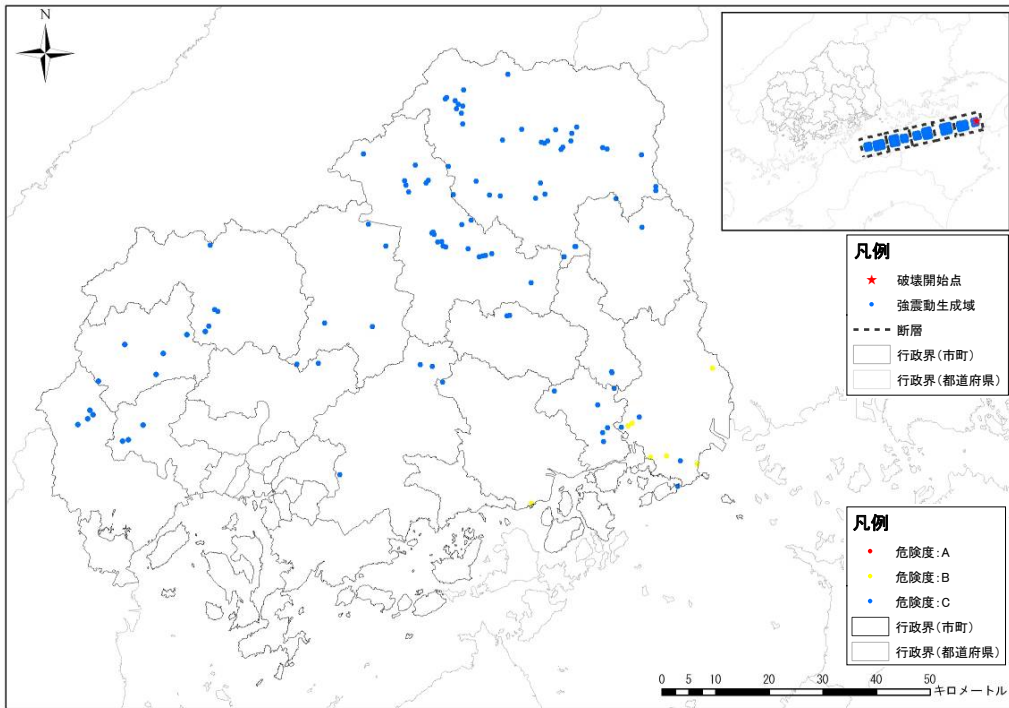 N
凡例
破壊開始点
強震動生成域
断層
行政界(市町)
行政界(都道府県)
凡例
危険度:A
危険度:B
危険度:C
行政界(市町)
行政界(都道府県)
0 5 10 20 30 40 50
キロメートル